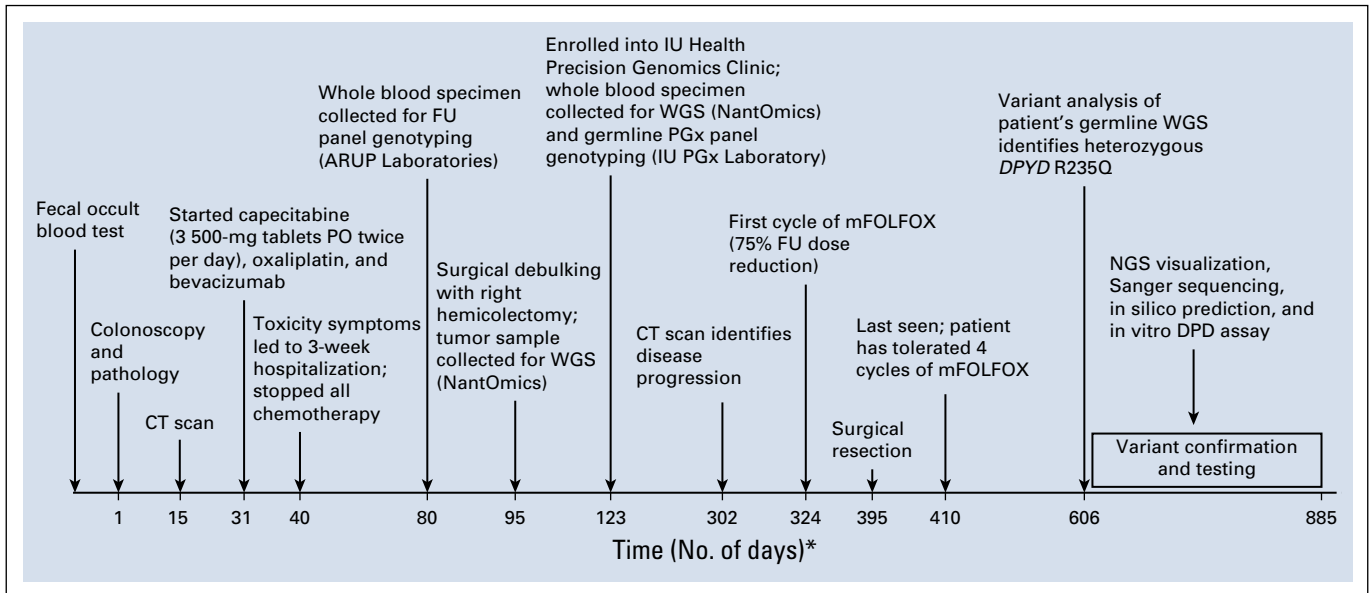 Fecal occult
blood test
Colonoscopy
and
pathology
CT scan
Started capecitabine
(3 500-mg tablets PO twice
per day), oxaliplatin, and
bevacizumab
Toxicity symptoms
led to 3-week
hospitalization;
stopped all
chemotherapy
Whole blood specimen
collected for FU
panel genotyping
(ARUP Laboratories)
Surgical debulking
with right
hemicolectomy;
tumor sample
collected for WGS
(NantOmics)
Enrolled into IU Health
Precision Genomics Clinic;
whole blood specimen
collected for WGS (NantOmics)
and germline PGx panel
genotyping (IU PGx Laboratory)
CT scan identifies
disease
progression
First cycle of mFOLFOX
(75% FU dose
reduction)
Surgical
resection
Last seen; patient
has tolerated 4
cycles of mFOLFOX
Variant analysis of
patient's germline WGS
identifies heterozygous
DPYD R235Q
NGS visualization,
Sanger sequencing,
in silico prediction, and
in vitro DPD assay
Variant confirmation
and testing
1 15 31 40 80 95 123 302 324 395 410 606 885
Time (No. of days)*